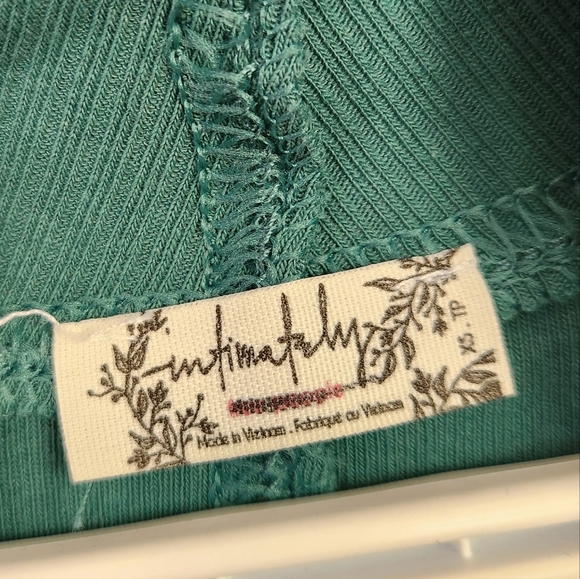 intimately
Made in Vietnam . Fabriqué au Vietnam
XS . TP